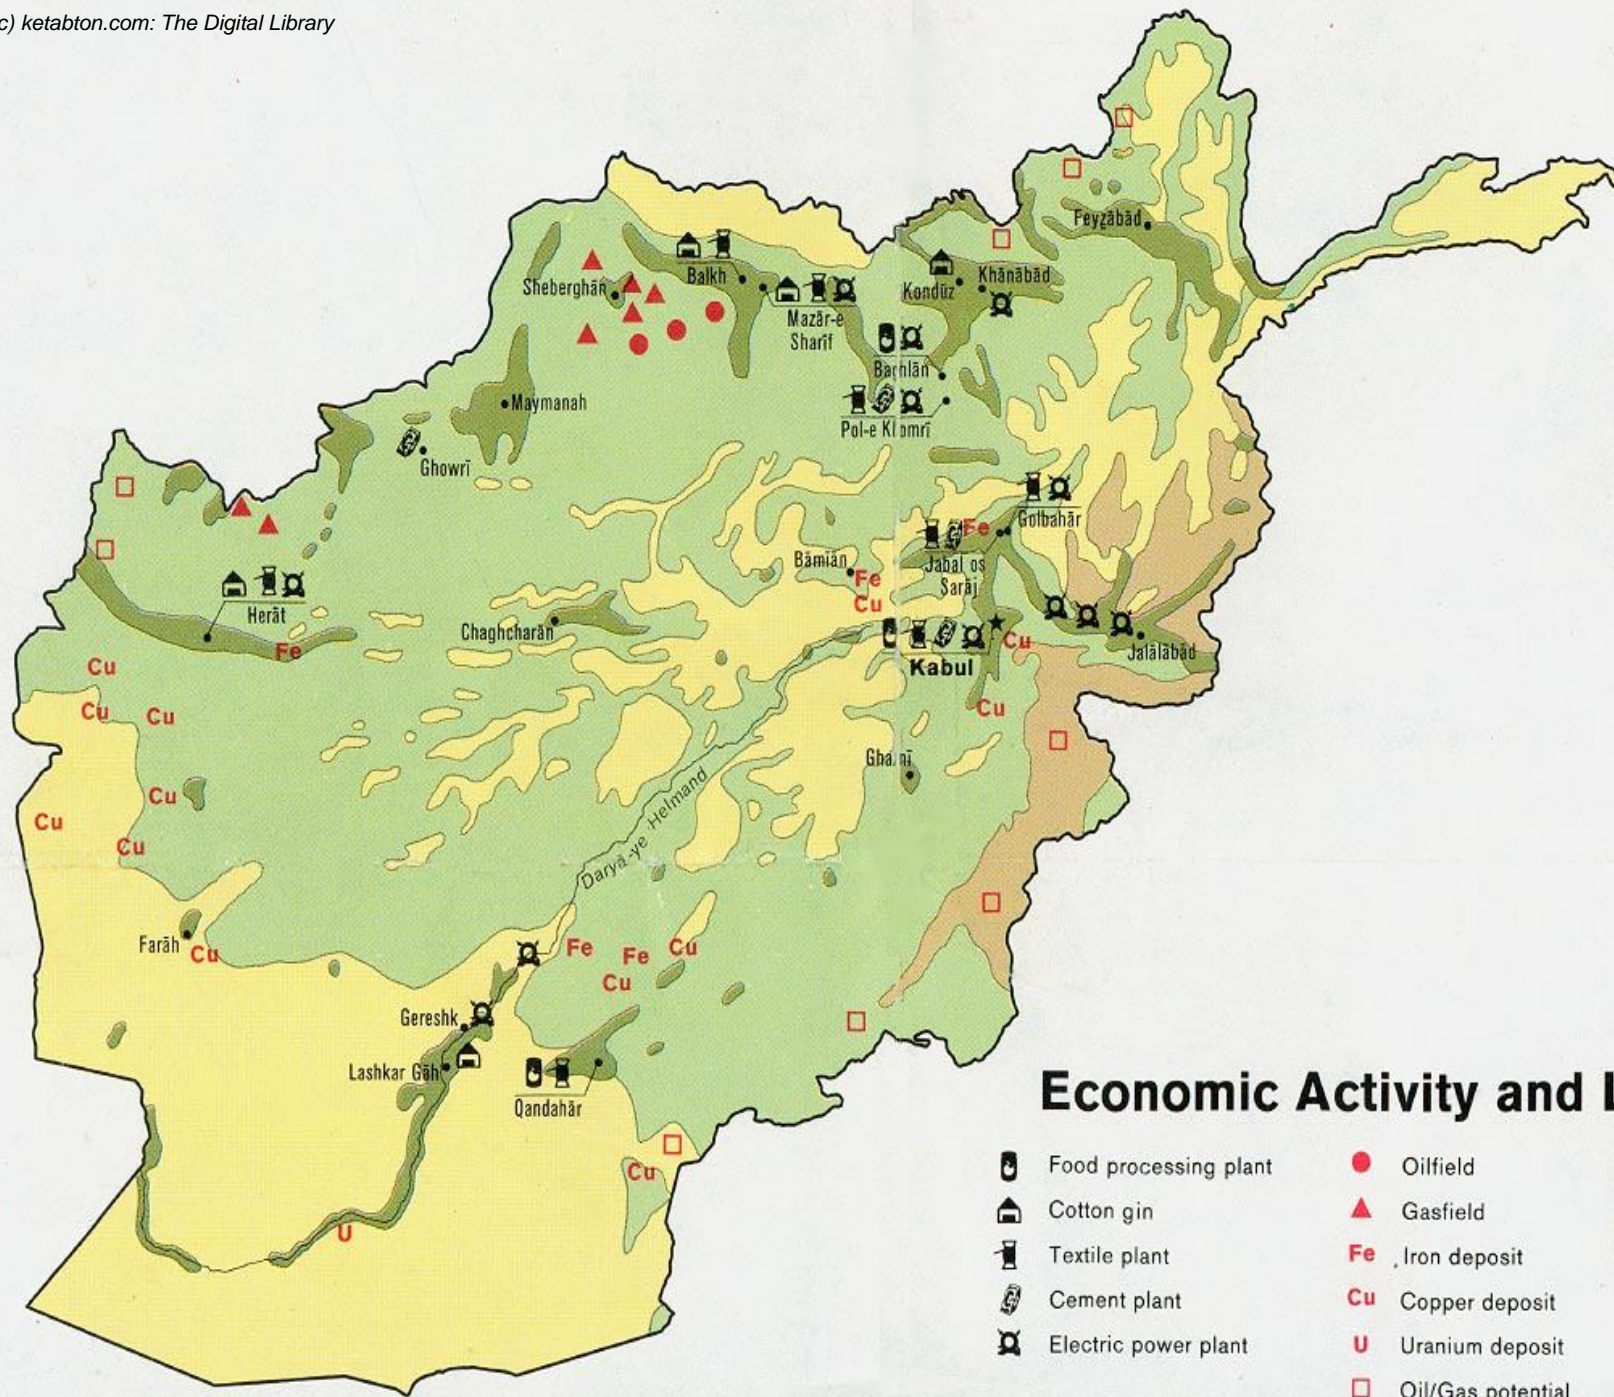 c) ketabton.com: The Digital Library
Feyẕābād
Sheberghān
Balkh
Mazār-e
Sharīf
Kondūz
Khānābād
Baghlān
Pol-e Khomrī
Maymanah
Ghowrī
Golbahār
Fe
Jabal os
Sarāj
Bāmīān
Fe
Cu
Herāt
Fe
Chaghcharān
Kabul
Cu
Jalālābād
Cu
Cu
Cu
Cu
Cu
Cu
Cu
Daryā-ye Helmand
Farāh
Cu
Fe
Fe
Cu
Cu
Gereshk
Lashkar Gāh
Qandahār
Cu
U
Economic Activity and
Food processing plant
Cotton gin
Textile plant
Cement plant
Electric power plant
Oilfield
Gasfield
Fe Iron deposit
Cu Copper deposit
U Uranium deposit
Oil/Gas potential